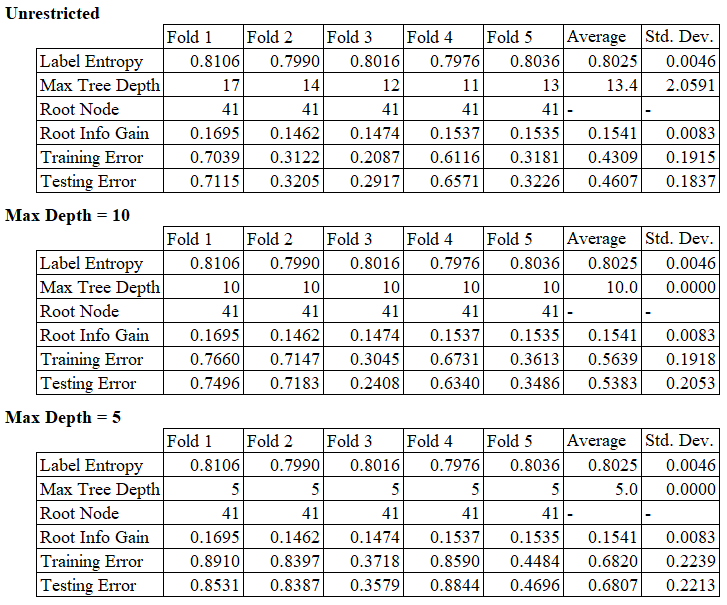 Unrestricted
Fold 1 Fold 2 Fold 3 Fold 4 Fold 5 Average Std. Dev.
Label Entropy 0.8106 0.7990 0.8016 0.7976 0.8036 0.8025 0.0046
Max Tree Depth 17 14 12 11 13 13.4 2.0591
Root Node 41 41 41 41 41 - -
Root Info Gain 0.1695 0.1462 0.1474 0.1537 0.1535 0.1541 0.0083
Training Error 0.7039 0.3122 0.2087 0.6116 0.3181 0.4309 0.1915
Testing Error 0.7115 0.3205 0.2917 0.6571 0.3226 0.4607 0.1837
Max Depth = 10
Fold 1 Fold 2 Fold 3 Fold 4 Fold 5 Average Std. Dev.
Label Entropy 0.8106 0.7990 0.8016 0.7976 0.8036 0.8025 0.0046
Max Tree Depth 10 10 10 10 10 10.0 0.0000
Root Node 41 41 41 41 41 - -
Root Info Gain 0.1695 0.1462 0.1474 0.1537 0.1535 0.1541 0.0083
Training Error 0.7660 0.7147 0.3045 0.6731 0.3613 0.5639 0.1918
Testing Error 0.7496 0.7183 0.2408 0.6340 0.3486 0.5383 0.2053
Max Depth = 5
Fold 1 Fold 2 Fold 3 Fold 4 Fold 5 Average Std. Dev.
Label Entropy 0.8106 0.7990 0.8016 0.7976 0.8036 0.8025 0.0046
Max Tree Depth 5 5 5 5 5 5.0 0.0000
Root Node 41 41 41 41 41 - -
Root Info Gain 0.1695 0.1462 0.1474 0.1537 0.1535 0.1541 0.0083
Training Error 0.8910 0.8397 0.3718 0.8590 0.4484 0.6820 0.2239
Testing Error 0.8531 0.8387 0.3579 0.8844 0.4696 0.6807 0.2213